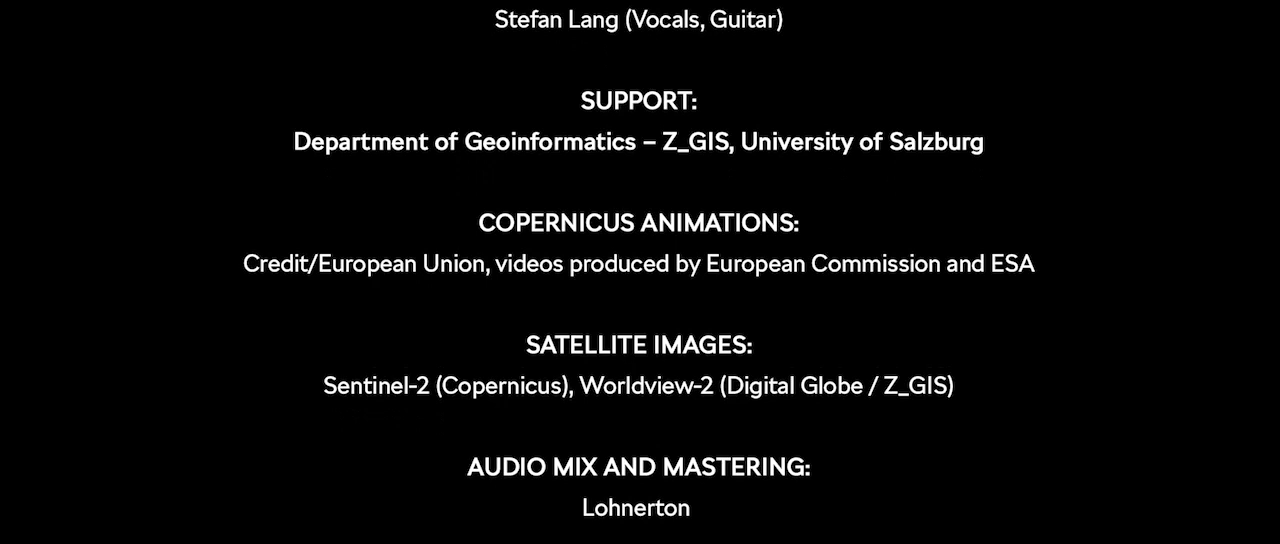 Stefan Lang (Vocals, Guitar)
SUPPORT:
Department of Geoinformatics – Z_GIS, University of Salzburg
COPERNICUS ANIMATIONS:
Credit/European Union, videos produced by European Commission and ESA
SATELLITE IMAGES:
Sentinel-2 (Copernicus), Worldview-2 (Digital Globe / Z_GIS)
AUDIO MIX AND MASTERING:
Lohnerton